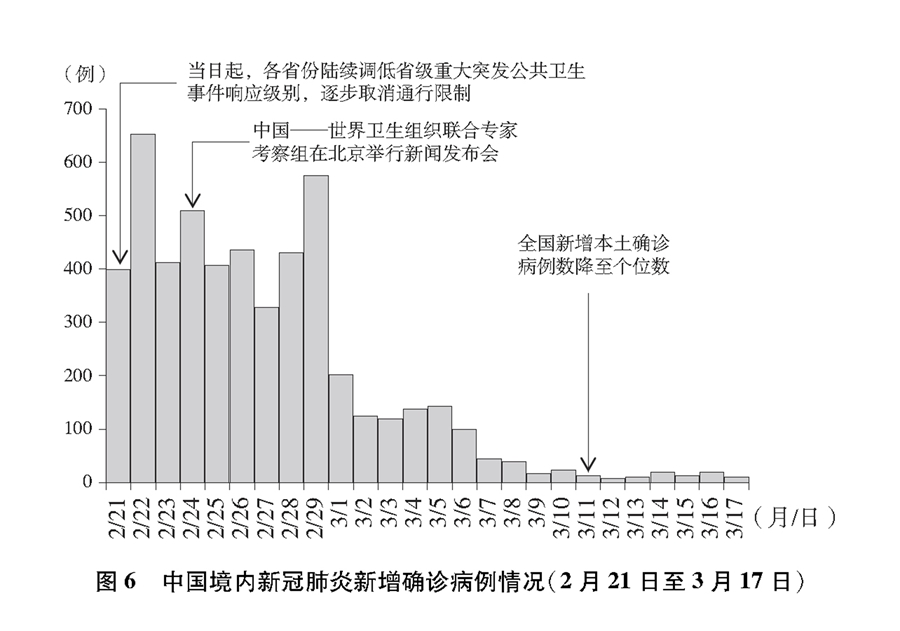 （例）
当日起，各省份陆续调低省级重大突发公共卫生
事件响应级别，逐步取消通行限制
中国——世界卫生组织联合专家
考察组在北京举行新闻发布会
全国新增本土确诊
病例数降至个位数
700
600
500
400
300
200
100
0
2/21 2/22 2/23 2/24 2/25 2/26 2/27 2/28 2/29 3/1 3/2 3/3 3/4 3/5 3/6 3/7 3/8 3/9 3/10 3/11 3/12 3/13 3/14 3/15 3/16 3/17 （月/日）
图 6 中国境内新冠肺炎新增确诊病例情况（2 月 21 日至 3 月 17 日）